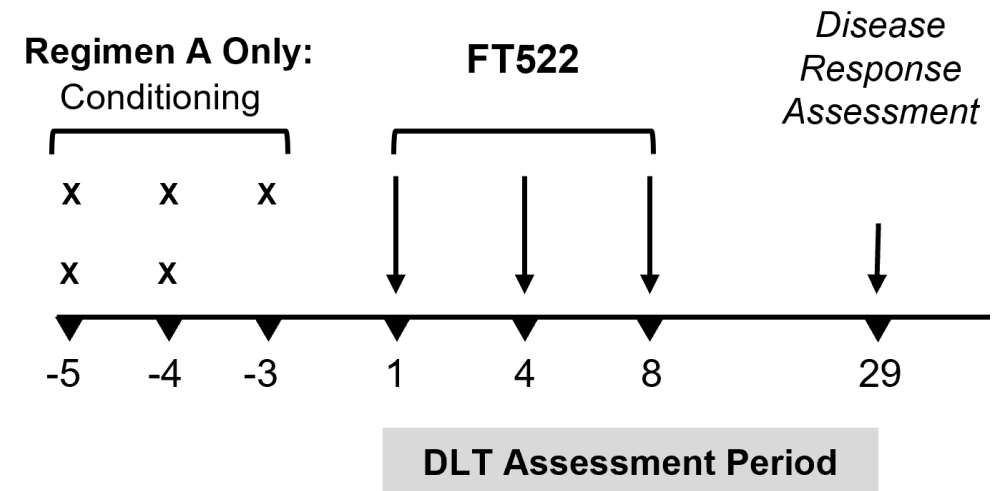 Regimen A Only:
Conditioning
FT522
Disease
Response
Assessment
X X X
X X
-5 -4 -3 1 4 8 29
DLT Assessment Period